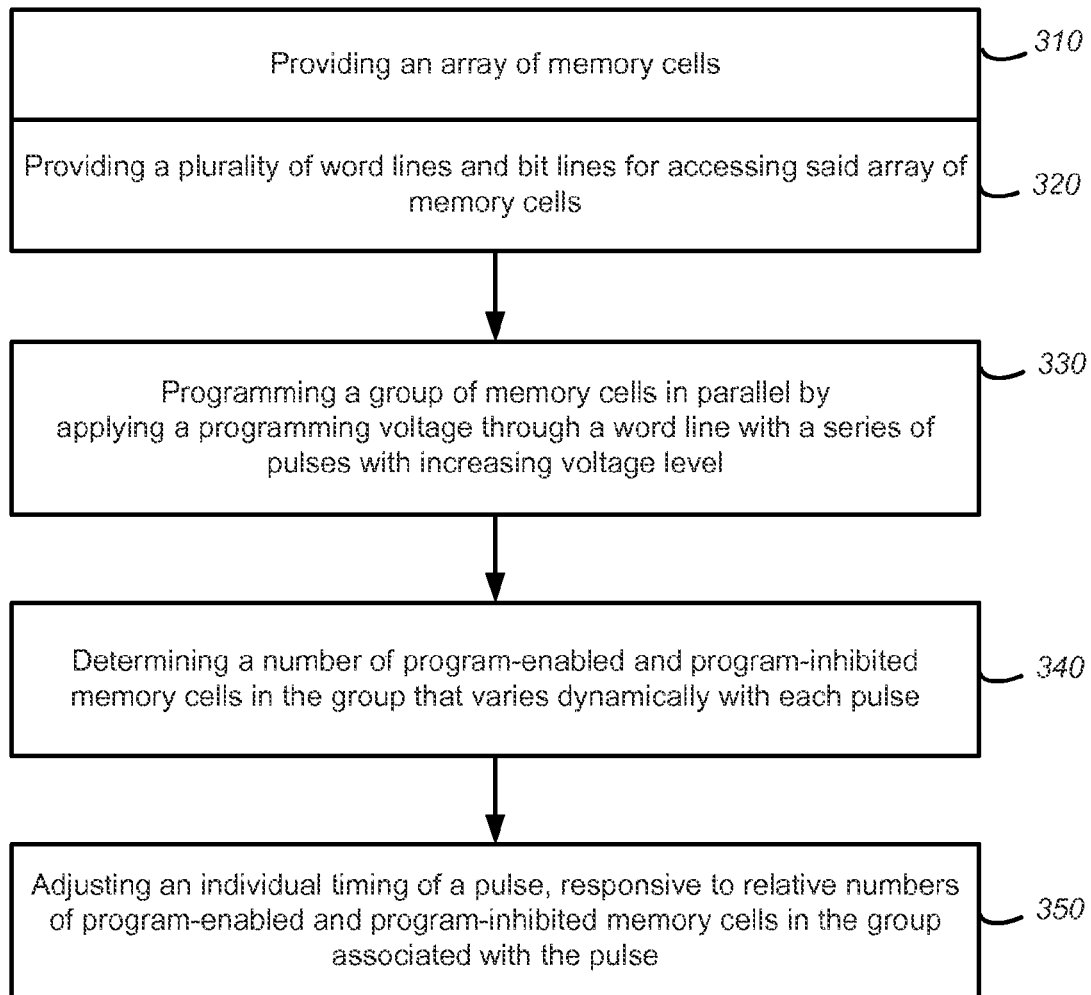 Providing an array of memory cells
310
Providing a plurality of word lines and bit lines for accessing said array of
memory cells
320
Programming a group of memory cells in parallel by
applying a programming voltage through a word line with a series of
pulses with increasing voltage level
330
Determining a number of program-enabled and program-inhibited
memory cells in the group that varies dynamically with each pulse
340
Adjusting an individual timing of a pulse, responsive to relative numbers
of program-enabled and program-inhibited memory cells in the group
associated with the pulse
350